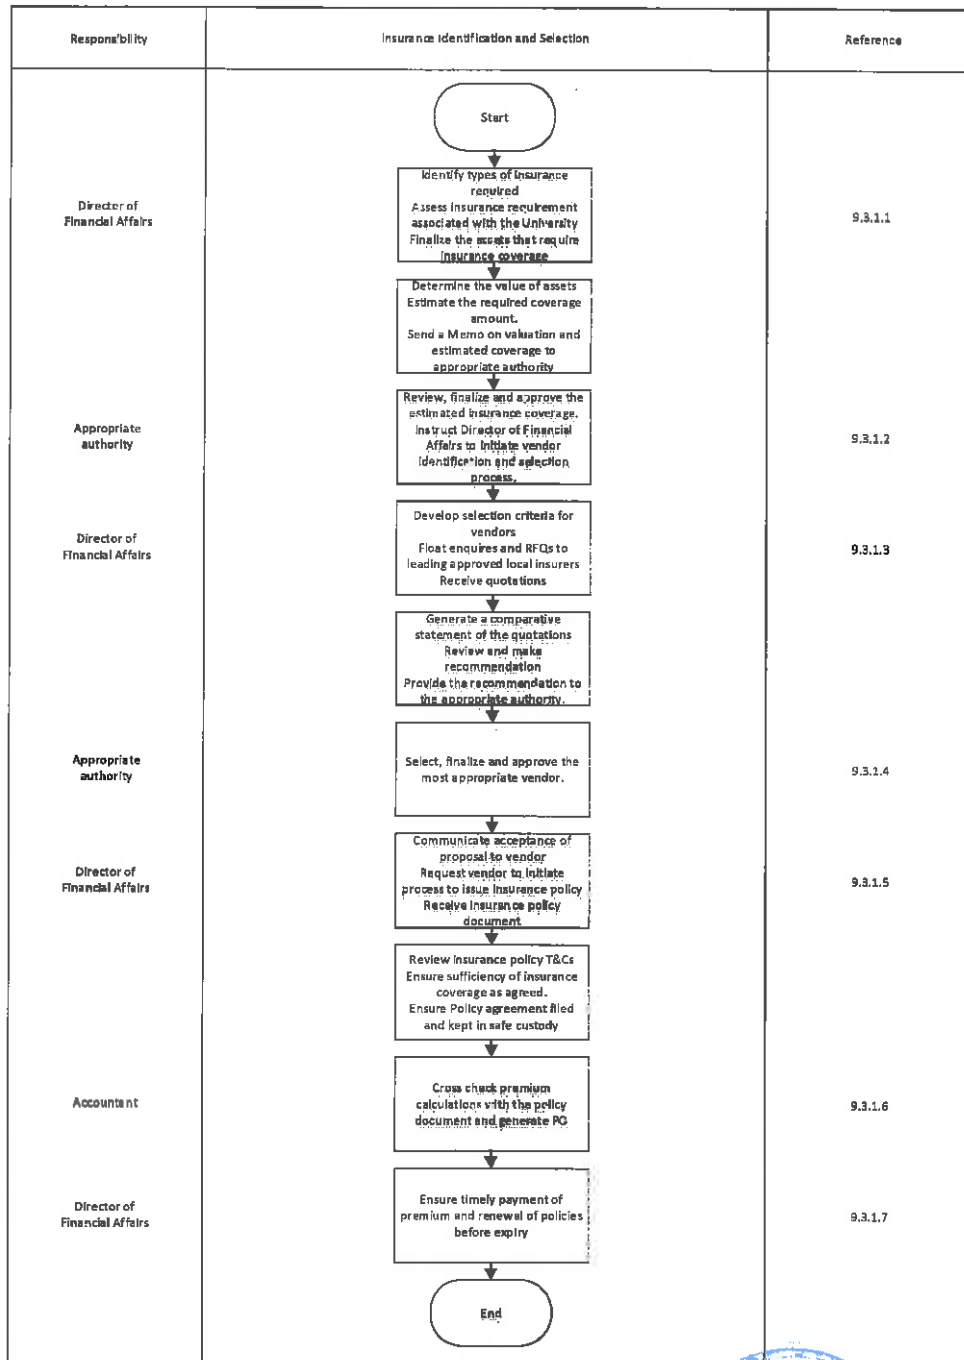 Responsibility
Insurance Identification and Selection
Reference
Start
Director of
Financial Affairs
Identify types of insurance
required
Assess insurance requirement
associated with the University
Finalize the assets that require
insurance coverage
9.3.1.1
Determine the value of assets
Estimate the required coverage
amount.
Send a Memo on valuation and
estimated coverage to
appropriate authority
Appropriate
authority
Review, finalize and approve the
estimated insurance coverage.
Instruct Director of Financial
Affairs to initiate vendor
identification and selection
process.
9.3.1.2
Director of
Financial Affairs
Develop selection criteria for
vendors
Float enquires and RFQs to
leading approved local insurers
Receive quotations
9.3.1.3
Generate a comparative
statement of the quotations
Review and make
recommendation
Provide the recommendation to
the appropriate authority.
Appropriate
authority
Select, finalize and approve the
most appropriate vendor.
9.3.1.4
Director of
Financial Affairs
Communicate acceptance of
proposal to vendor
Request vendor to initiate
process to issue insurance policy
Receive insurance policy
document
9.3.1.5
Review insurance policy T&Cs
Ensure sufficiency of insurance
coverage as agreed.
Ensure Policy agreement filed
and kept in safe custody
Accountant
Cross check premium
calculations with the policy
document and generate PO
9.3.1.6
Director of
Financial Affairs
Ensure timely payment of
premium and renewal of policies
before expiry
9.3.1.7
End